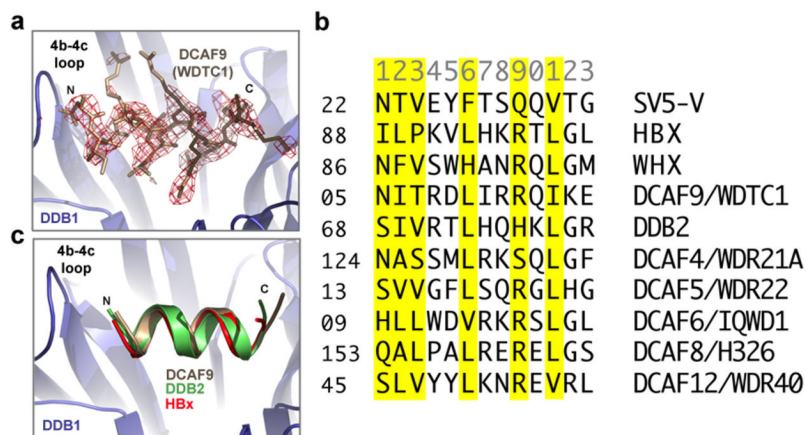 a
4b-4c
loop
DCAF9
(WDTC1)
N
C
DDB1
b
1234567890123
22 NTVEYFTSQQVTG SV5-V
88 ILPKVLHKRTLGL HBX
86 NFVSWHANRQLGM WHX
05 NITRDLIRRQIKE DCAF9/WDTC1
68 SIVRTLHQHKLGR DDB2
124 NASSMLRKSQLGF DCAF4/WDR21A
13 SVVGFLSQRGLHG DCAF5/WDR22
09 HLLWDVRKRSLGL DCAF6/IQWD1
153 QALPALRERELGS DCAF8/H326
45 SLVYYLKNREVRL DCAF12/WDR40
c
4b-4c
loop
N
C
DCAF9
DDB2
HBx
DDB1